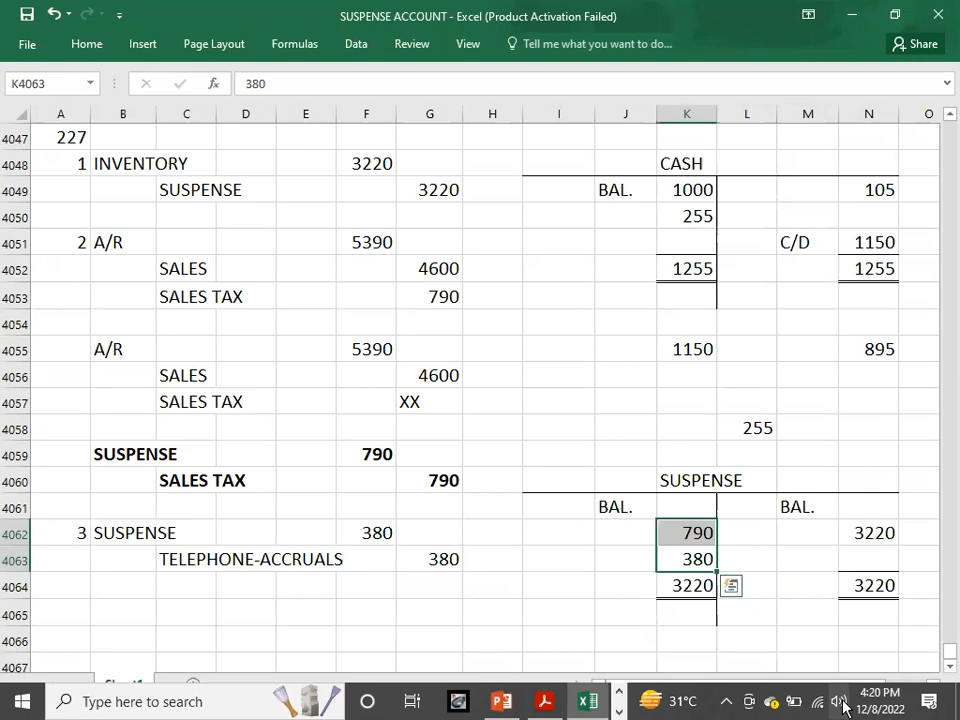 SUSPENSE ACCOUNT - Excel (Product Activation Failed)
File Home Insert Page Layout Formulas Data Review View Tell me what you want to do... Share
K4063 fx 380
A B C D E F G H I J K L M N O
4047 227
4048 1 INVENTORY 3220 CASH
4049 SUSPENSE 3220 BAL. 1000 105
4050 255
4051 2 A/R 5390 C/D 1150
4052 SALES 4600 1255 1255
4053 SALES TAX 790
4054
4055 A/R 5390 1150 895
4056 SALES 4600
4057 SALES TAX XX
4058 255
4059 SUSPENSE 790
4060 SALES TAX 790 SUSPENSE
4061 BAL. BAL.
4062 3 SUSPENSE 380 790 3220
4063 TELEPHONE-ACCRUALS 380 380
4064 3220 3220
4065
4066
4067
Sheet1
Type here to search 31°C 4:20 PM
12/8/2022